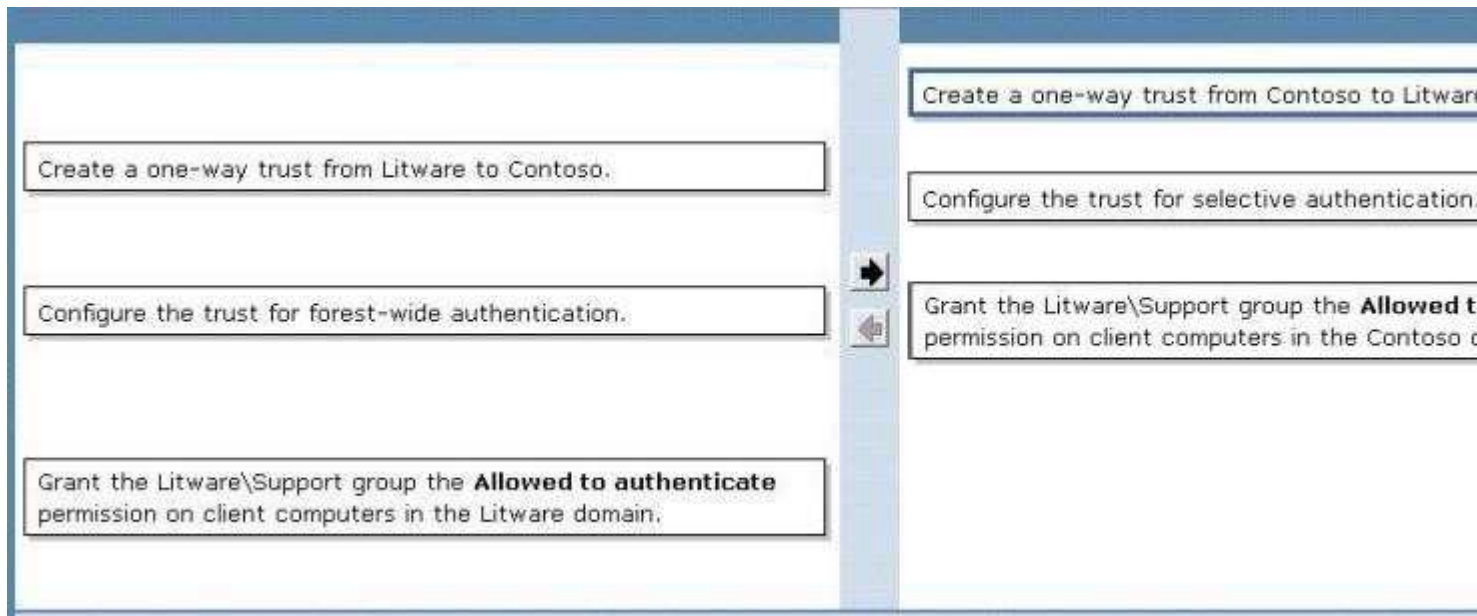 Create a one-way trust from Litware to Contoso.
Configure the trust for forest-wide authentication.
Grant the Litware\Support group the Allowed to authenticate
permission on client computers in the Litware domain.
Create a one-way trust from Contoso to Litware
Configure the trust for selective authentication.
Grant the Litware\Support group the Allowed
permission on client computers in the Contoso